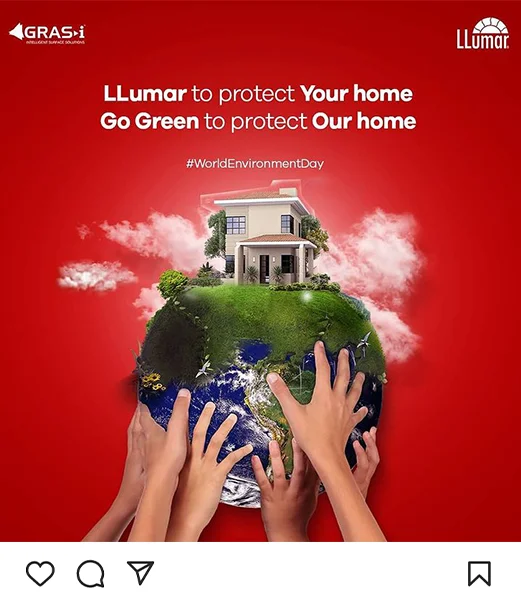 GRAS-i
INTELLIGENT SURFACE SOLUTIONS
LLumar
LLumar to protect Your home
Go Green to protect Our home
#WorldEnvironmentDay